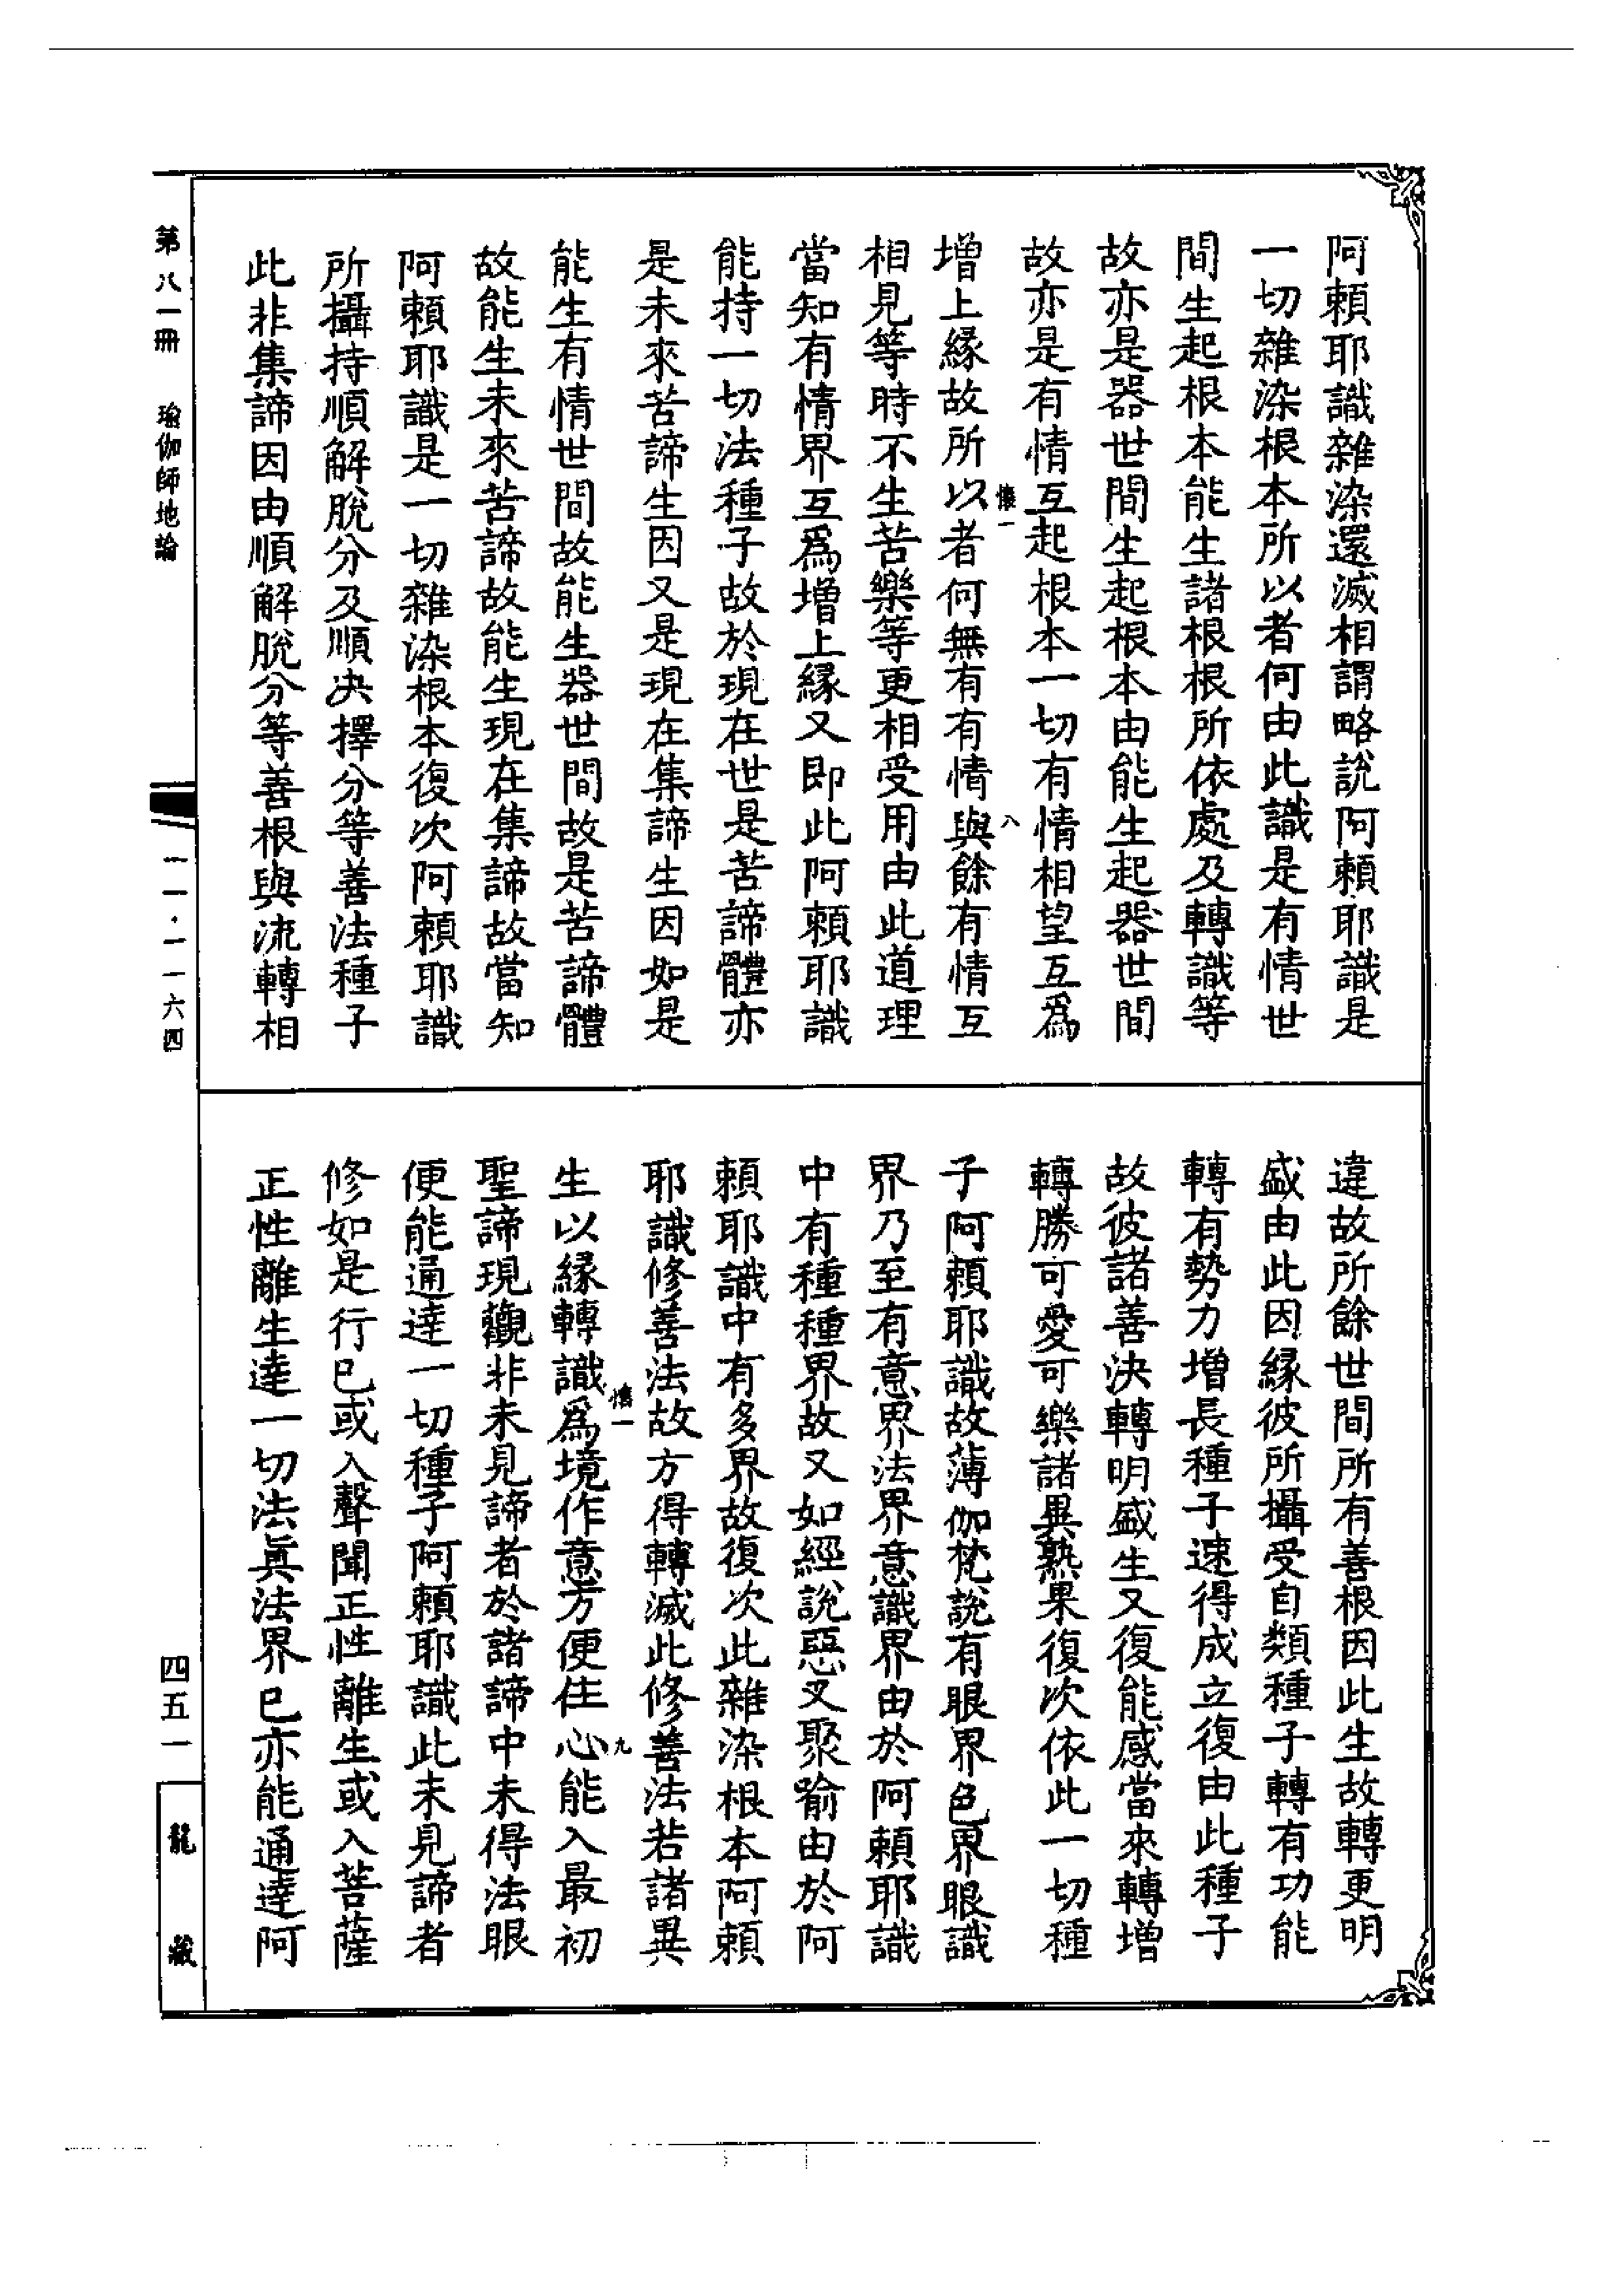 阿賴耶識雜染還滅相謂略說阿賴耶識是
一切雜染根本所以者何由此識是有情世
間生起根本能生諸根根所依處及轉識等
故亦是器世間生起根本由能生起器世間
故亦是有情互起根本一切有情相望互爲
懷一
八
增上緣故所以者何無有有情與餘有情互
相見等時不生苦樂等更相受用由此道理
當知有情界互爲增上緣又即此阿賴耶識
能持一切法種子故於現在世是苦諦體亦
是未來苦諦生因又是現在集諦生因如是
能生有情世間故能生器世間故是苦諦體
故能生未來苦諦故能生現在集諦故當知
阿賴耶識是一切雜染根本復次阿賴耶識
所攝持順解脫分及順决擇分等善法種子
此非集諦因由順解脫分等善根與流轉相
違故所餘世間所有善根因此生故轉更明
盛由此因緣彼所攝受自類種子轉有功能
轉有勢力增長種子速得成立復由此種子
故彼諸善決轉明盛生又復能感當來轉增
轉勝可愛可樂諸異熟果復次依此一切種
子阿賴耶識故薄伽梵說有眼界色界眼識
界乃至有意界法界意識界由於阿賴耶識
中有種種界故又如經說惡叉聚喻由於阿
賴耶識中有多界故復次此雜染根本阿賴
耶識修善法故方得轉滅此修善法若諸異
懷一
九
生以緣轉識爲境作意方便住心能入最初
聖諦現觀非未見諦者於諸諦中未得法眼
便能通達一切種子阿賴耶識此未見諦者
修如是行已或入聲聞正性離生或入菩薩
正性離生達一切法眞法界已亦能通達阿
第八一冊　瑜伽師地論
一一·一一六四
四五一
龍藏